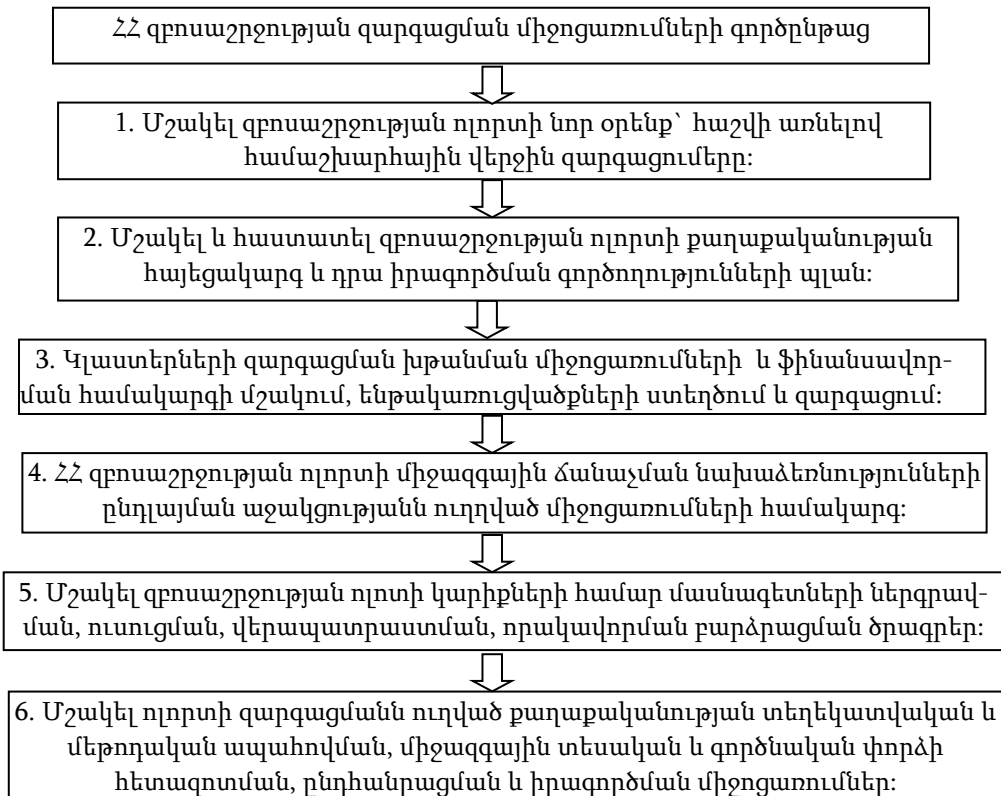 ՀՀ զբոսաշրջության զարգացման միջոցառումների գործընթաց
1. Մշակել զբոսաշրջության ոլորտի նոր օրենք՝ հաշվի առնելով
համաշխարհային վերջին զարգացումերը:
2. Մշակել և հաստատել զբոսաշրջության ոլորտի քաղաքականության
հայեցակարգ և դրա իրագործման գործողությունների պլան:
3. Կլաստերների զարգացման խթանման միջոցառումների և ֆինանսավոր-
ման համակարգի մշակում, ենթակառուցվածքների ստեղծում և զարգացում:
4. ՀՀ զբոսաշրջության ոլորտի միջազգային ճանաչման նախաձեռնությունների
ընդլայման աջակցությանն ուղղված միջոցառումների համակարգ:
5. Մշակել զբոսաշրջության ոլոտի կարիքների համար մասնագետների ներգրավ-
ման, ուսուցման, վերապատրաստման, որակավորման բարձրացման ծրագրեր:
6. Մշակել ոլորտի զարգացմանն ուղված քաղաքականության տեղեկատվական և
մեթոդական ապահովման, միջազգային տեսական և գործնական փորձի
հետազոտման, ընդհանրացման և իրագործման միջոցառումներ: